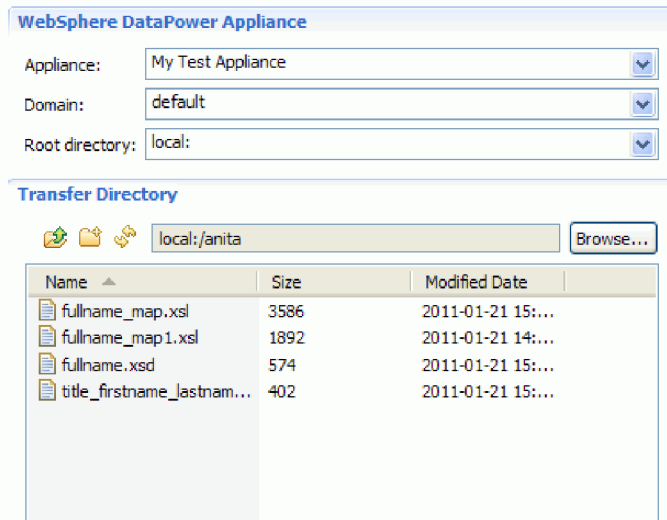 WebSphere DataPower Appliance
Appliance: My Test Appliance
Domain: default
Root directory: local:
Transfer Directory
local:/anita Browse...
Name Size Modified Date
fullname_map.xsl 3586 2011-01-21 15:...
fullname_map1.xsl 1892 2011-01-21 14:...
fullname.xsd 574 2011-01-21 15:...
title_firstname_lastnam... 402 2011-01-21 15:...